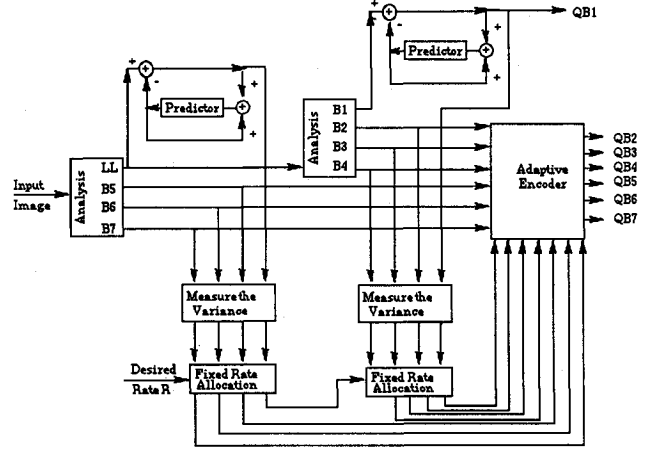 +
+
-
QB1
+
Predictor
+
+
+
-
+
Predictor
+
+
Analysis
B1
B2
B3
B4
Adaptive
Encoder
QB2
QB3
QB4
QB5
QB6
QB7
Input
Image
Analysis
LL
B5
B6
B7
Measure the
Variance
Measure the
Variance
Desired
Rate R
Fixed Rate
Allocation
Fixed Rate
Allocation